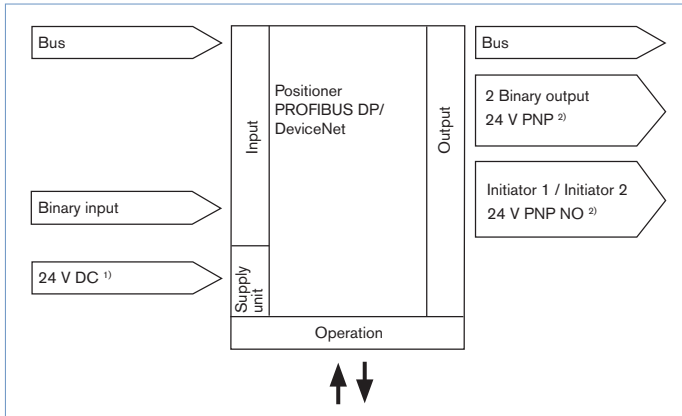 Bus
Binary input
24 V DC 1)
Input
Supply
unit
Positioner
PROFIBUS DP/
DeviceNet
Output
Operation
Bus
2 Binary output
24 V PNP 2)
Initiator 1 / Initiator 2
24 V PNP NO 2)